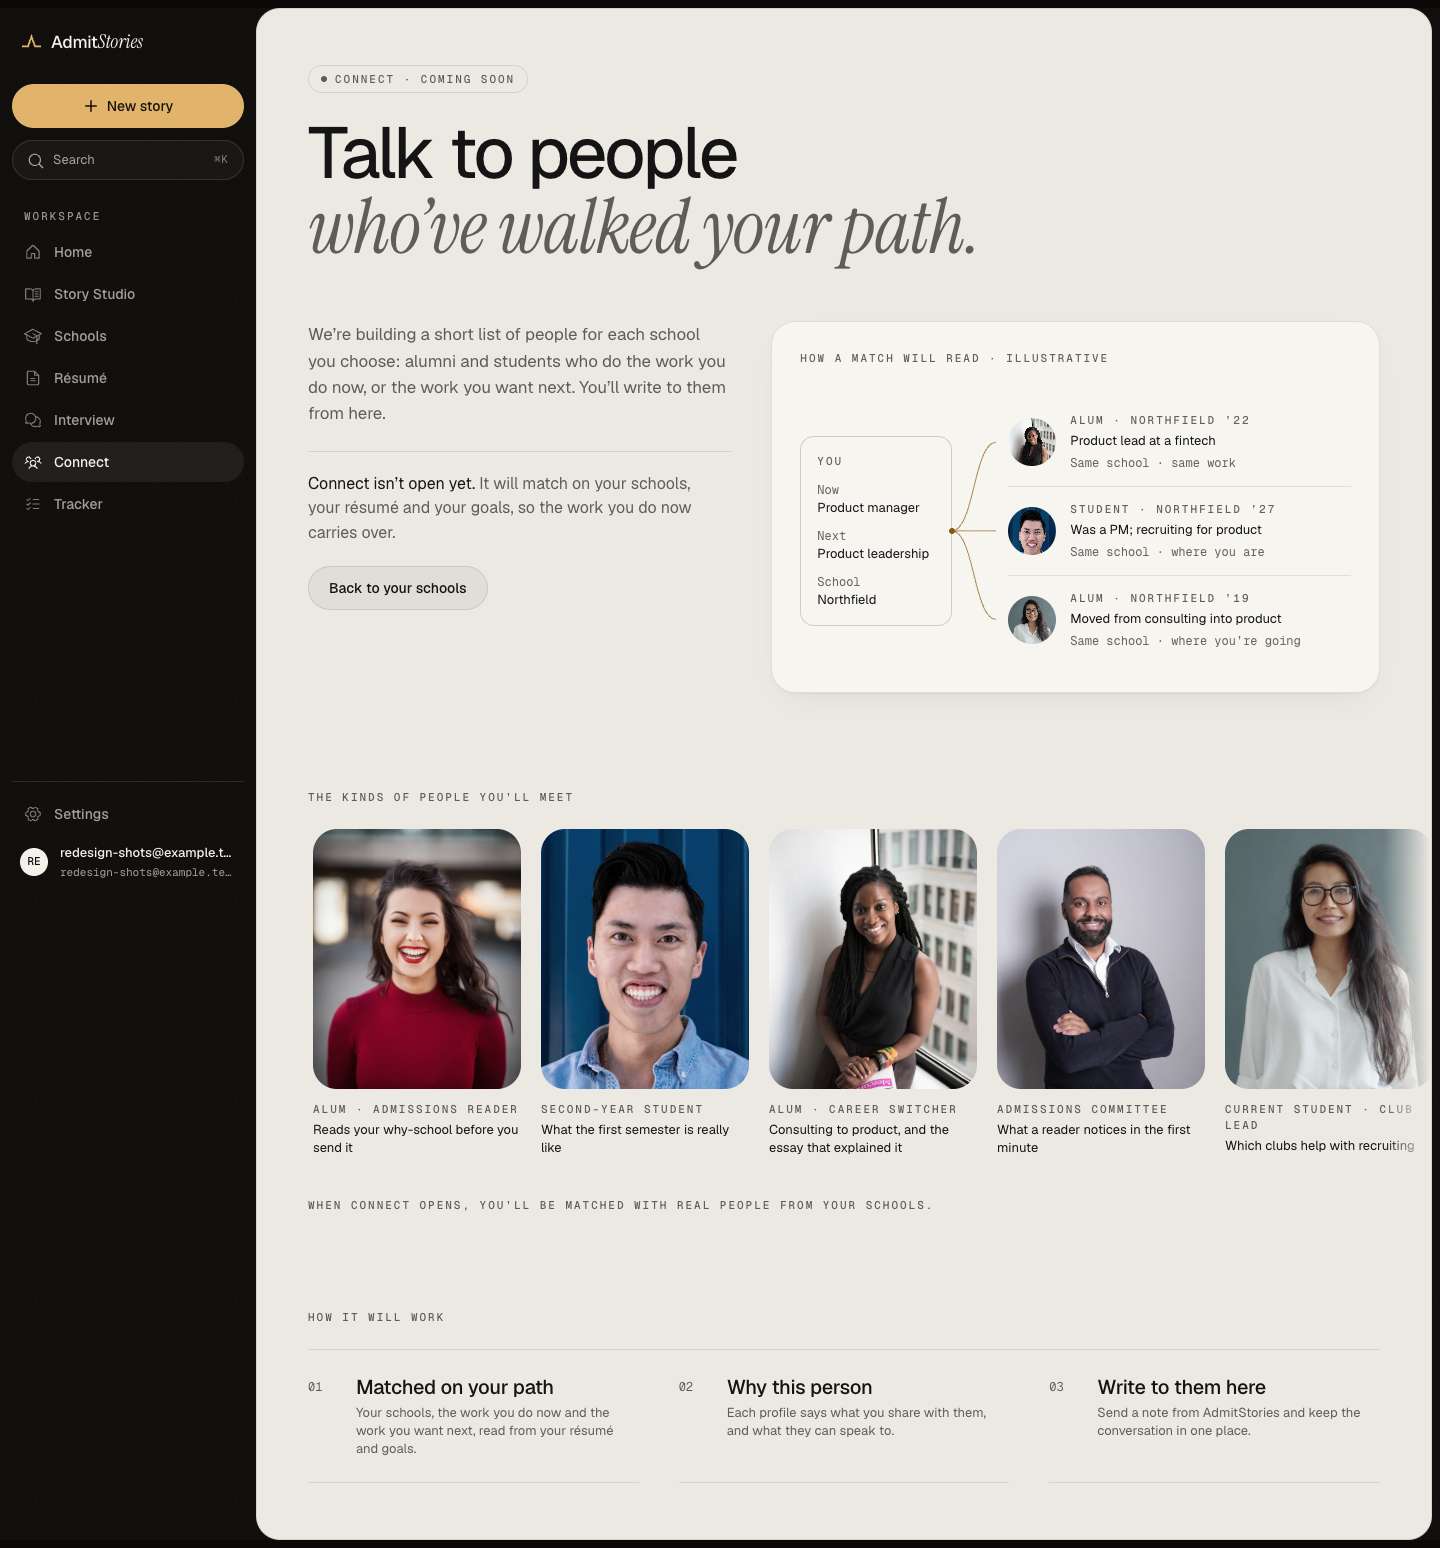 AdmitStories
New story
Search ⌘K
WORKSPACE
Home
Story Studio
Schools
Résumé
Interview
Connect
Tracker
Settings
RE
redesign-shots@example.t…
redesign-shots@example.te…
CONNECT · COMING SOON
Talk to people
who’ve walked your path.
We’re building a short list of people for each school
you choose: alumni and students who do the work you
do now, or the work you want next. You’ll write to them
from here.
Connect isn’t open yet. It will match on your schools,
your résumé and your goals, so the work you do now
carries over.
Back to your schools
HOW A MATCH WILL READ · ILLUSTRATIVE
YOU
Now
Product manager
Next
Product leadership
School
Northfield
ALUM · NORTHFIELD ’22
Product lead at a fintech
Same school · same work
STUDENT · NORTHFIELD ’27
Was a PM; recruiting for product
Same school · where you are
ALUM · NORTHFIELD ’19
Moved from consulting into product
Same school · where you’re going
THE KINDS OF PEOPLE YOU’LL MEET
ALUM · ADMISSIONS READER
Reads your why-school before you
send it
SECOND-YEAR STUDENT
What the first semester is really
like
ALUM · CAREER SWITCHER
Consulting to product, and the
essay that explained it
ADMISSIONS COMMITTEE
What a reader notices in the first
minute
CURRENT STUDENT · CLUB
LEAD
Which clubs help with recruiting
WHEN CONNECT OPENS, YOU’LL BE MATCHED WITH REAL PEOPLE FROM YOUR SCHOOLS.
HOW IT WILL WORK
01
Matched on your path
Your schools, the work you do now and the
work you want next, read from your résumé
and goals.
02
Why this person
Each profile says what you share with them,
and what they can speak to.
03
Write to them here
Send a note from AdmitStories and keep the
conversation in one place.